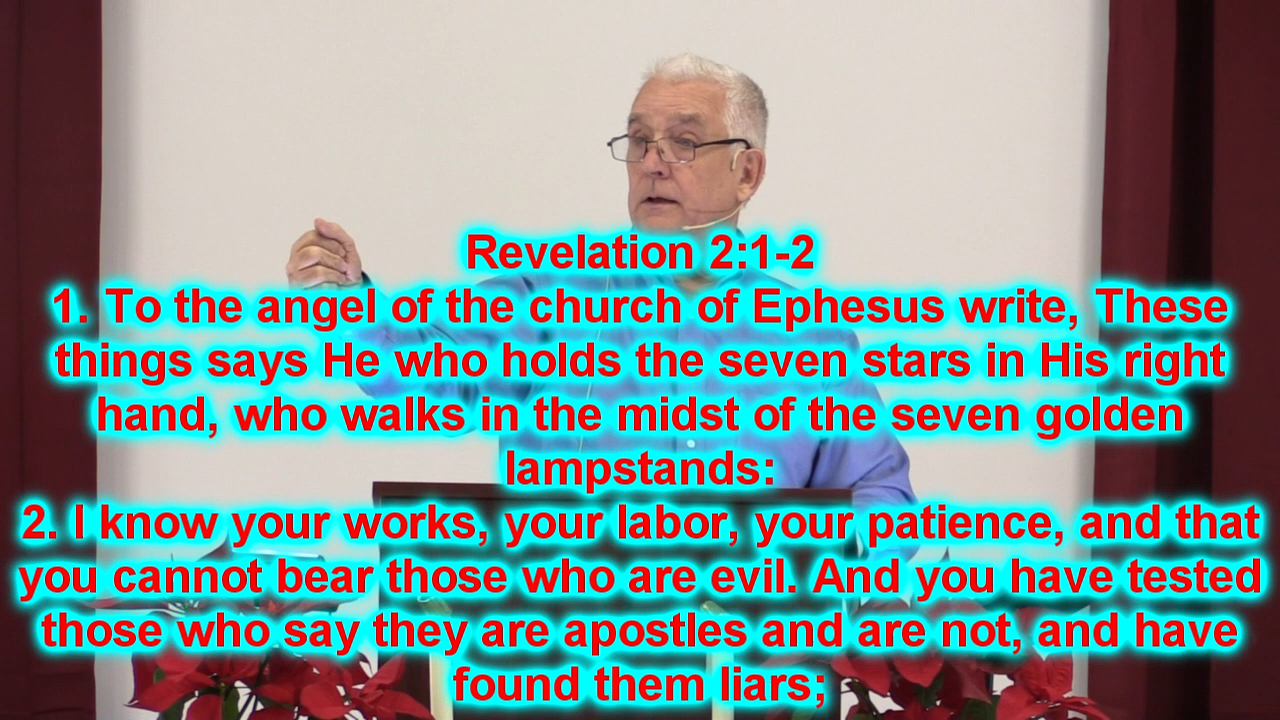 Revelation 2:1-2
1. To the angel of the church of Ephesus write, These
things says He who holds the seven stars in His right
hand, who walks in the midst of the seven golden
lampstands:
2. I know your works, your labor, your patience, and that
you cannot bear those who are evil. And you have tested
those who say they are apostles and are not, and have
found them liars;